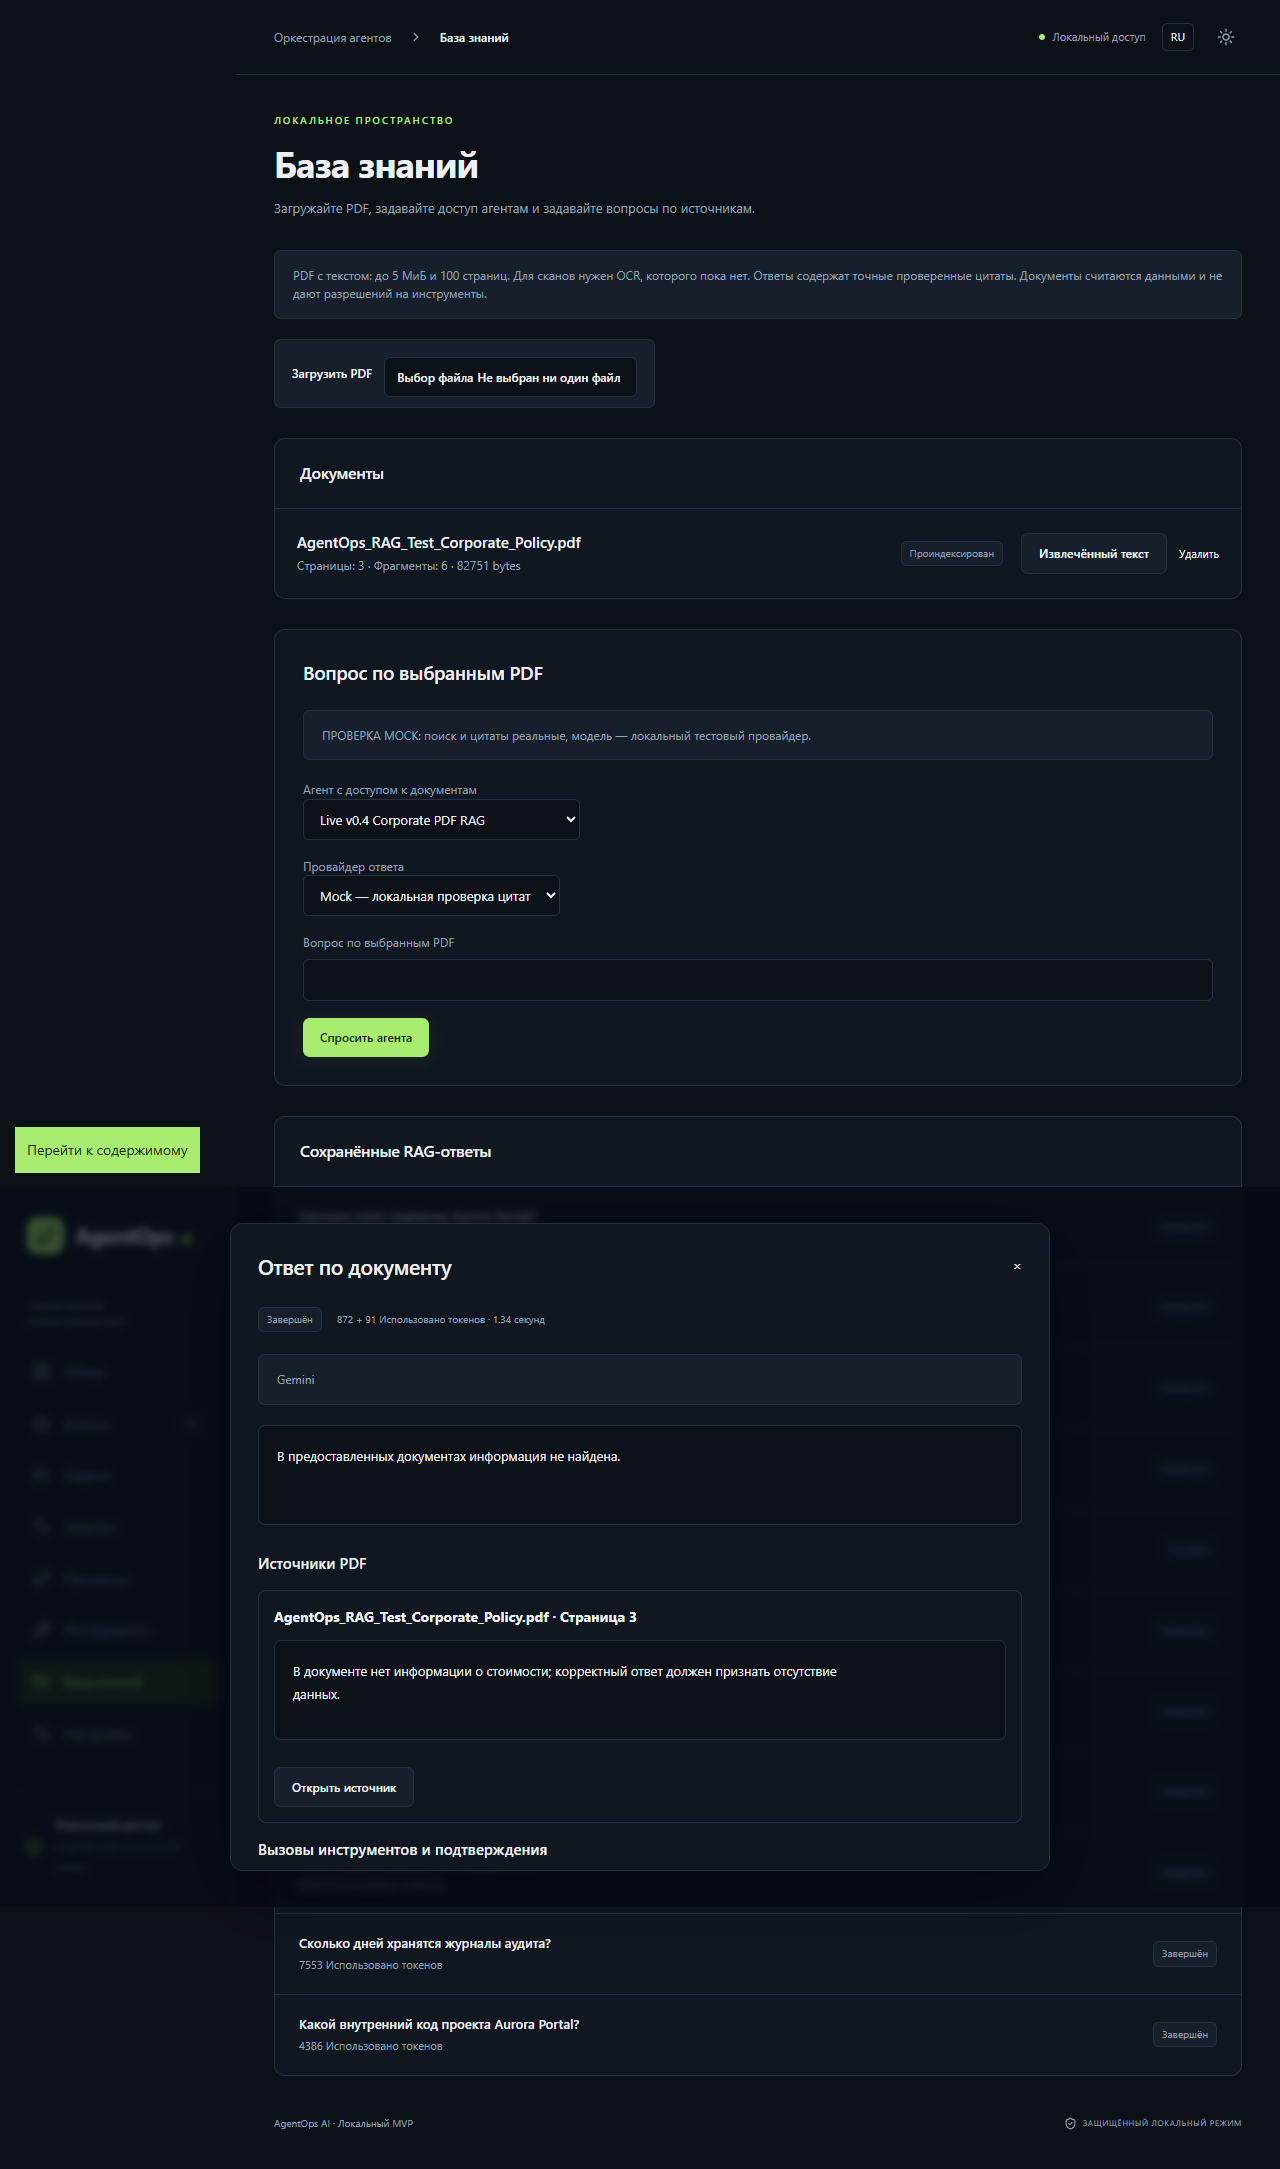 Оркестрация агентов
База знаний
Локальный доступ
RU
ЛОКАЛЬНОЕ ПРОСТРАНСТВО
База знаний
Загружайте PDF, задавайте доступ агентам и задавайте вопросы по источникам.
PDF с текстом: до 5 МиБ и 100 страниц. Для сканов нужен OCR, которого пока нет. Ответы содержат точные проверенные цитаты. Документы считаются данными и не
дают разрешений на инструменты.
Загрузить PDF
Выбор файла Не выбран ни один файл
Документы
AgentOps_RAG_Test_Corporate_Policy.pdf
Страницы: 3 · Фрагменты: 6 · 82751 bytes
Проиндексирован
Извлечённый текст
Удалить
Вопрос по выбранным PDF
ПРОВЕРКА МОСК: поиск и цитаты реальные, модель — локальный тестовый провайдер.
Агент с доступом к документам
Live v0.4 Corporate PDF RAG
Провайдер ответа
Mock — локальная проверка цитат
Вопрос по выбранным PDF
Спросить агента
Перейти к содержимому
Сохранённые RAG-ответы
AgentOps
Ответ по документу
×
Завершён
872 + 91 Использовано токенов · 1.34 секунд
Gemini
В предоставленных документах информация не найдена.
Источники PDF
AgentOps_RAG_Test_Corporate_Policy.pdf · Страница 3
В документе нет информации о стоимости; корректный ответ должен признать отсутствие
данных.
Открыть источник
Вызовы инструментов и подтверждения
Сколько дней хранятся журналы аудита?
7553 Использовано токенов
Завершён
Какой внутренний код проекта Aurora Portal?
4386 Использовано токенов
Завершён
AgentOps AI · Локальный MVP
ЗАЩИЩЁННЫЙ ЛОКАЛЬНЫЙ РЕЖИМ